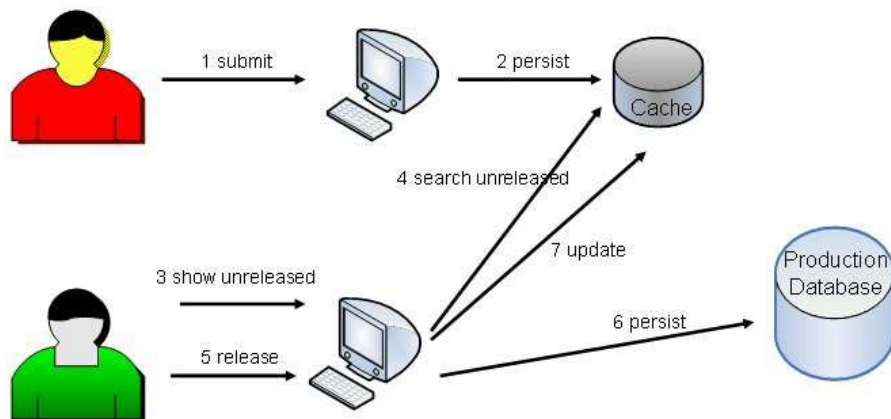 1 submit
2 persist
Cache
4 search unreleased
7 update
3 show unreleased
Production
Database
6 persist
5 release